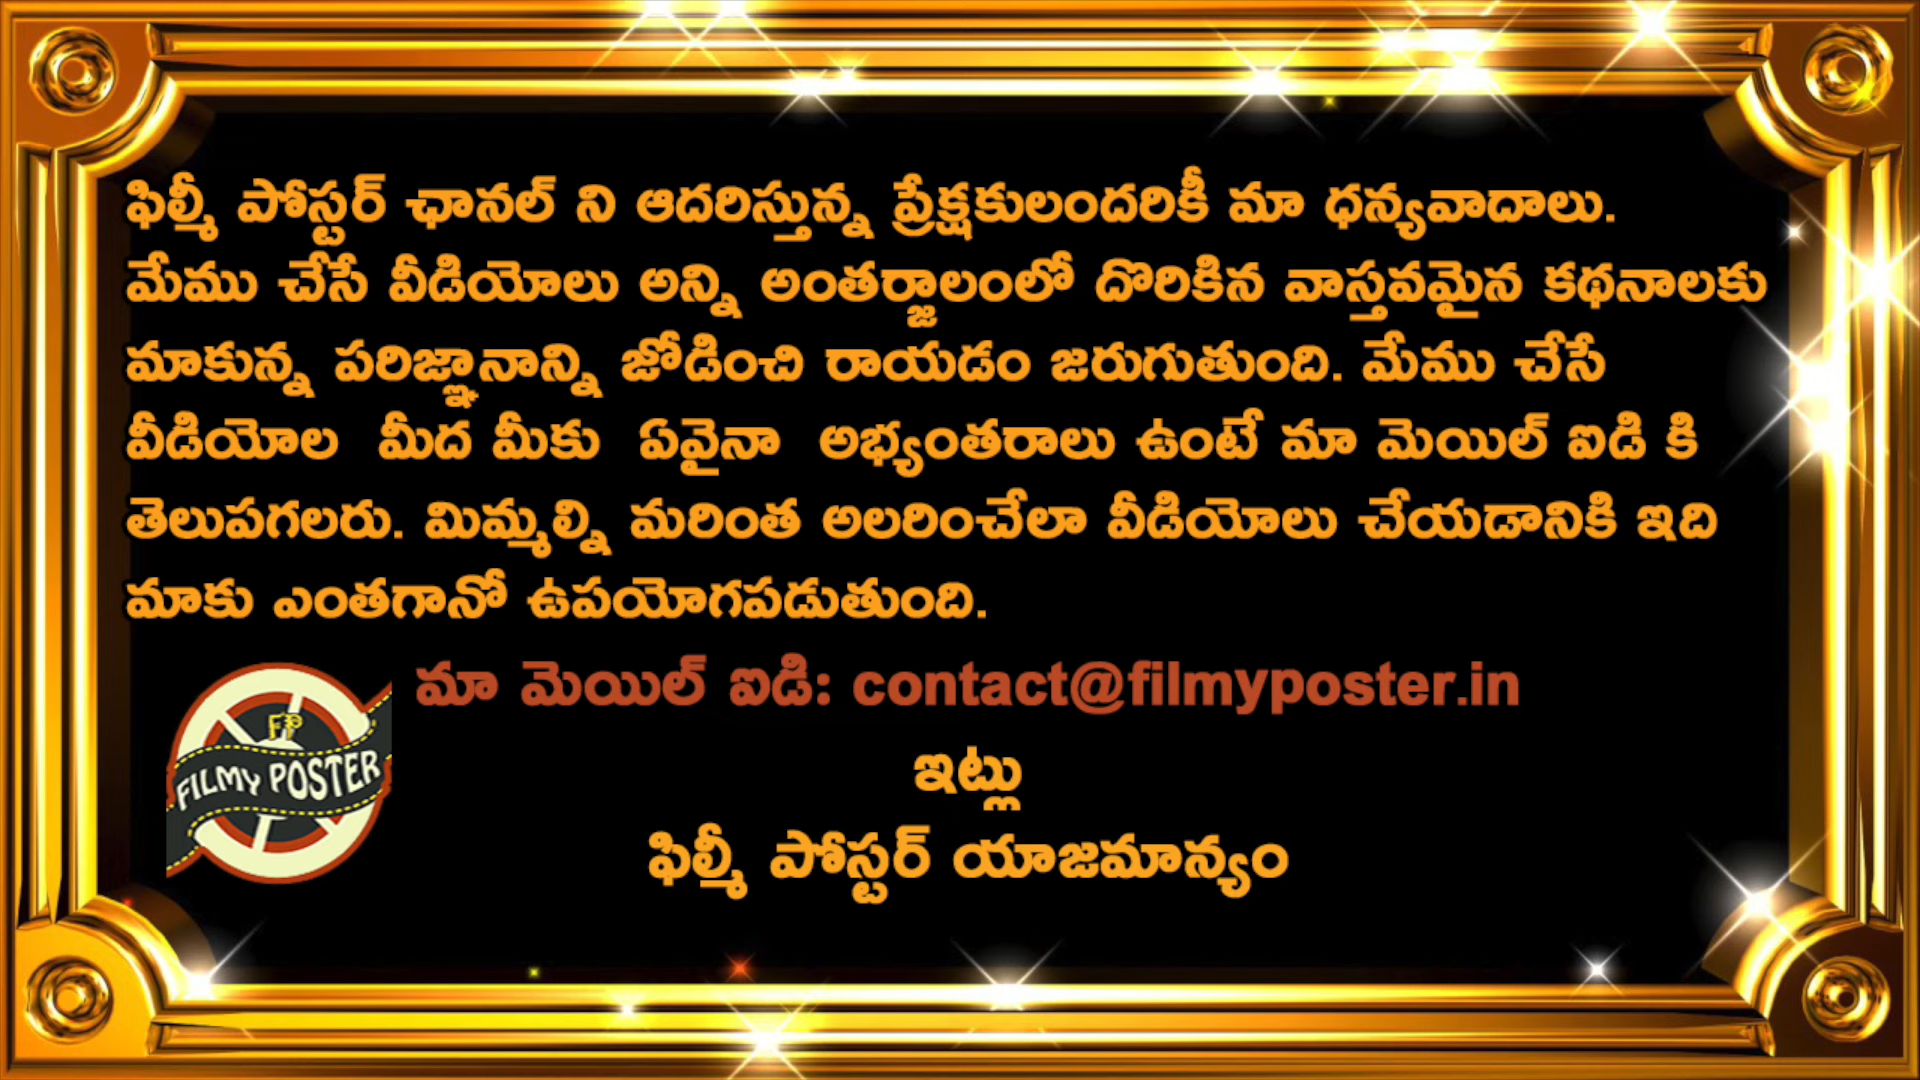 ఫిల్మీ పోస్టర్ ఛానల్ ని ఆదరిస్తున్న ప్రేక్షకులందరికీ మా ధన్యవాదాలు.
మేము చేసే వీడియోలు అన్ని అంతర్జాలంలో దొరికిన వాస్తవమైన కథనాలకు
మాకున్న పరిజ్ఞానాన్ని జోడించి రాయడం జరుగుతుంది. మేము చేసే
వీడియోల మీద మీకు ఏవైనా అభ్యంతరాలు ఉంటే మా మెయిల్ ఐడి కి
తెలుపగలరు. మిమ్మల్ని మరింత అలరించేలా వీడియోలు చేయడానికి ఇది
మాకు ఎంతగానో ఉపయోగపడుతుంది.
మా మెయిల్ ఐడి: contact@filmyposter.in
FP
FILMY POSTER
ఇట్లు
ఫిల్మీ పోస్టర్ యాజమాన్యం